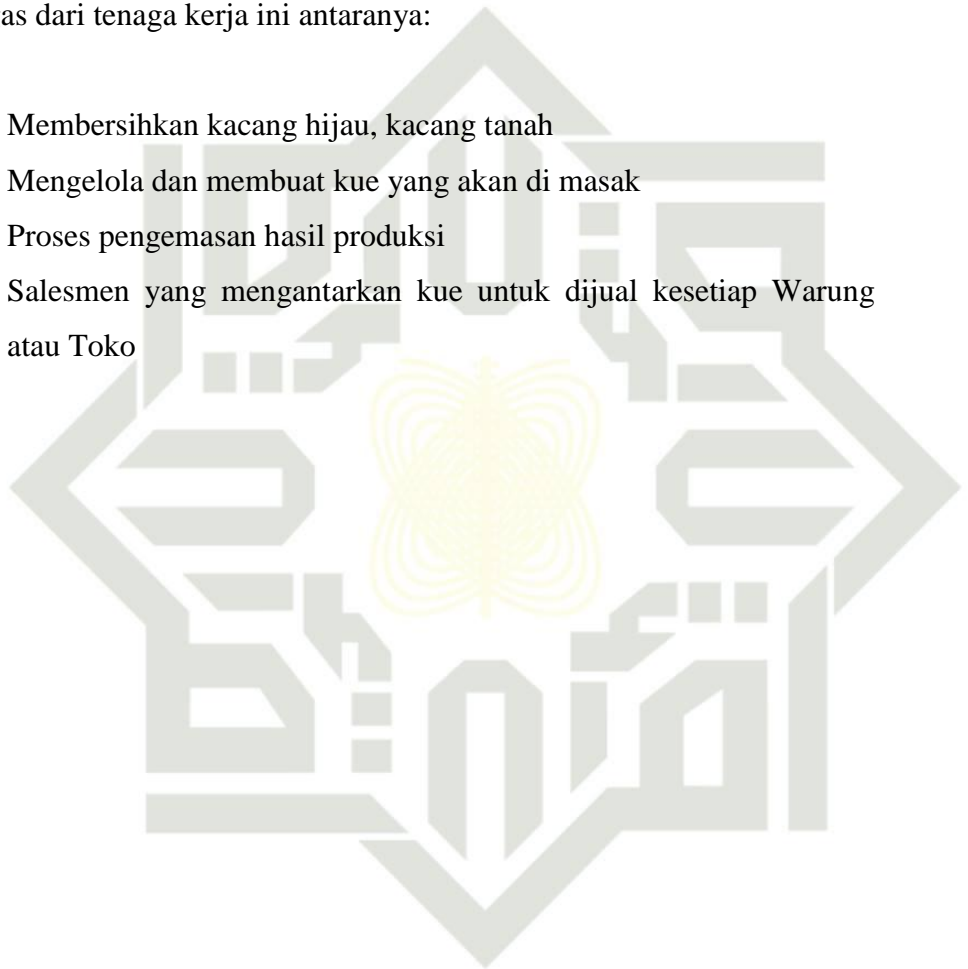 as dari tenaga kerja ini antaranya:
Membersihkan kacang hijau, kacang tanah
Mengelola dan membuat kue yang akan di masak
Proses pengemasan hasil produksi
Salesmen yang mengantarkan kue untuk dijual kesetiap Warung
atau Toko